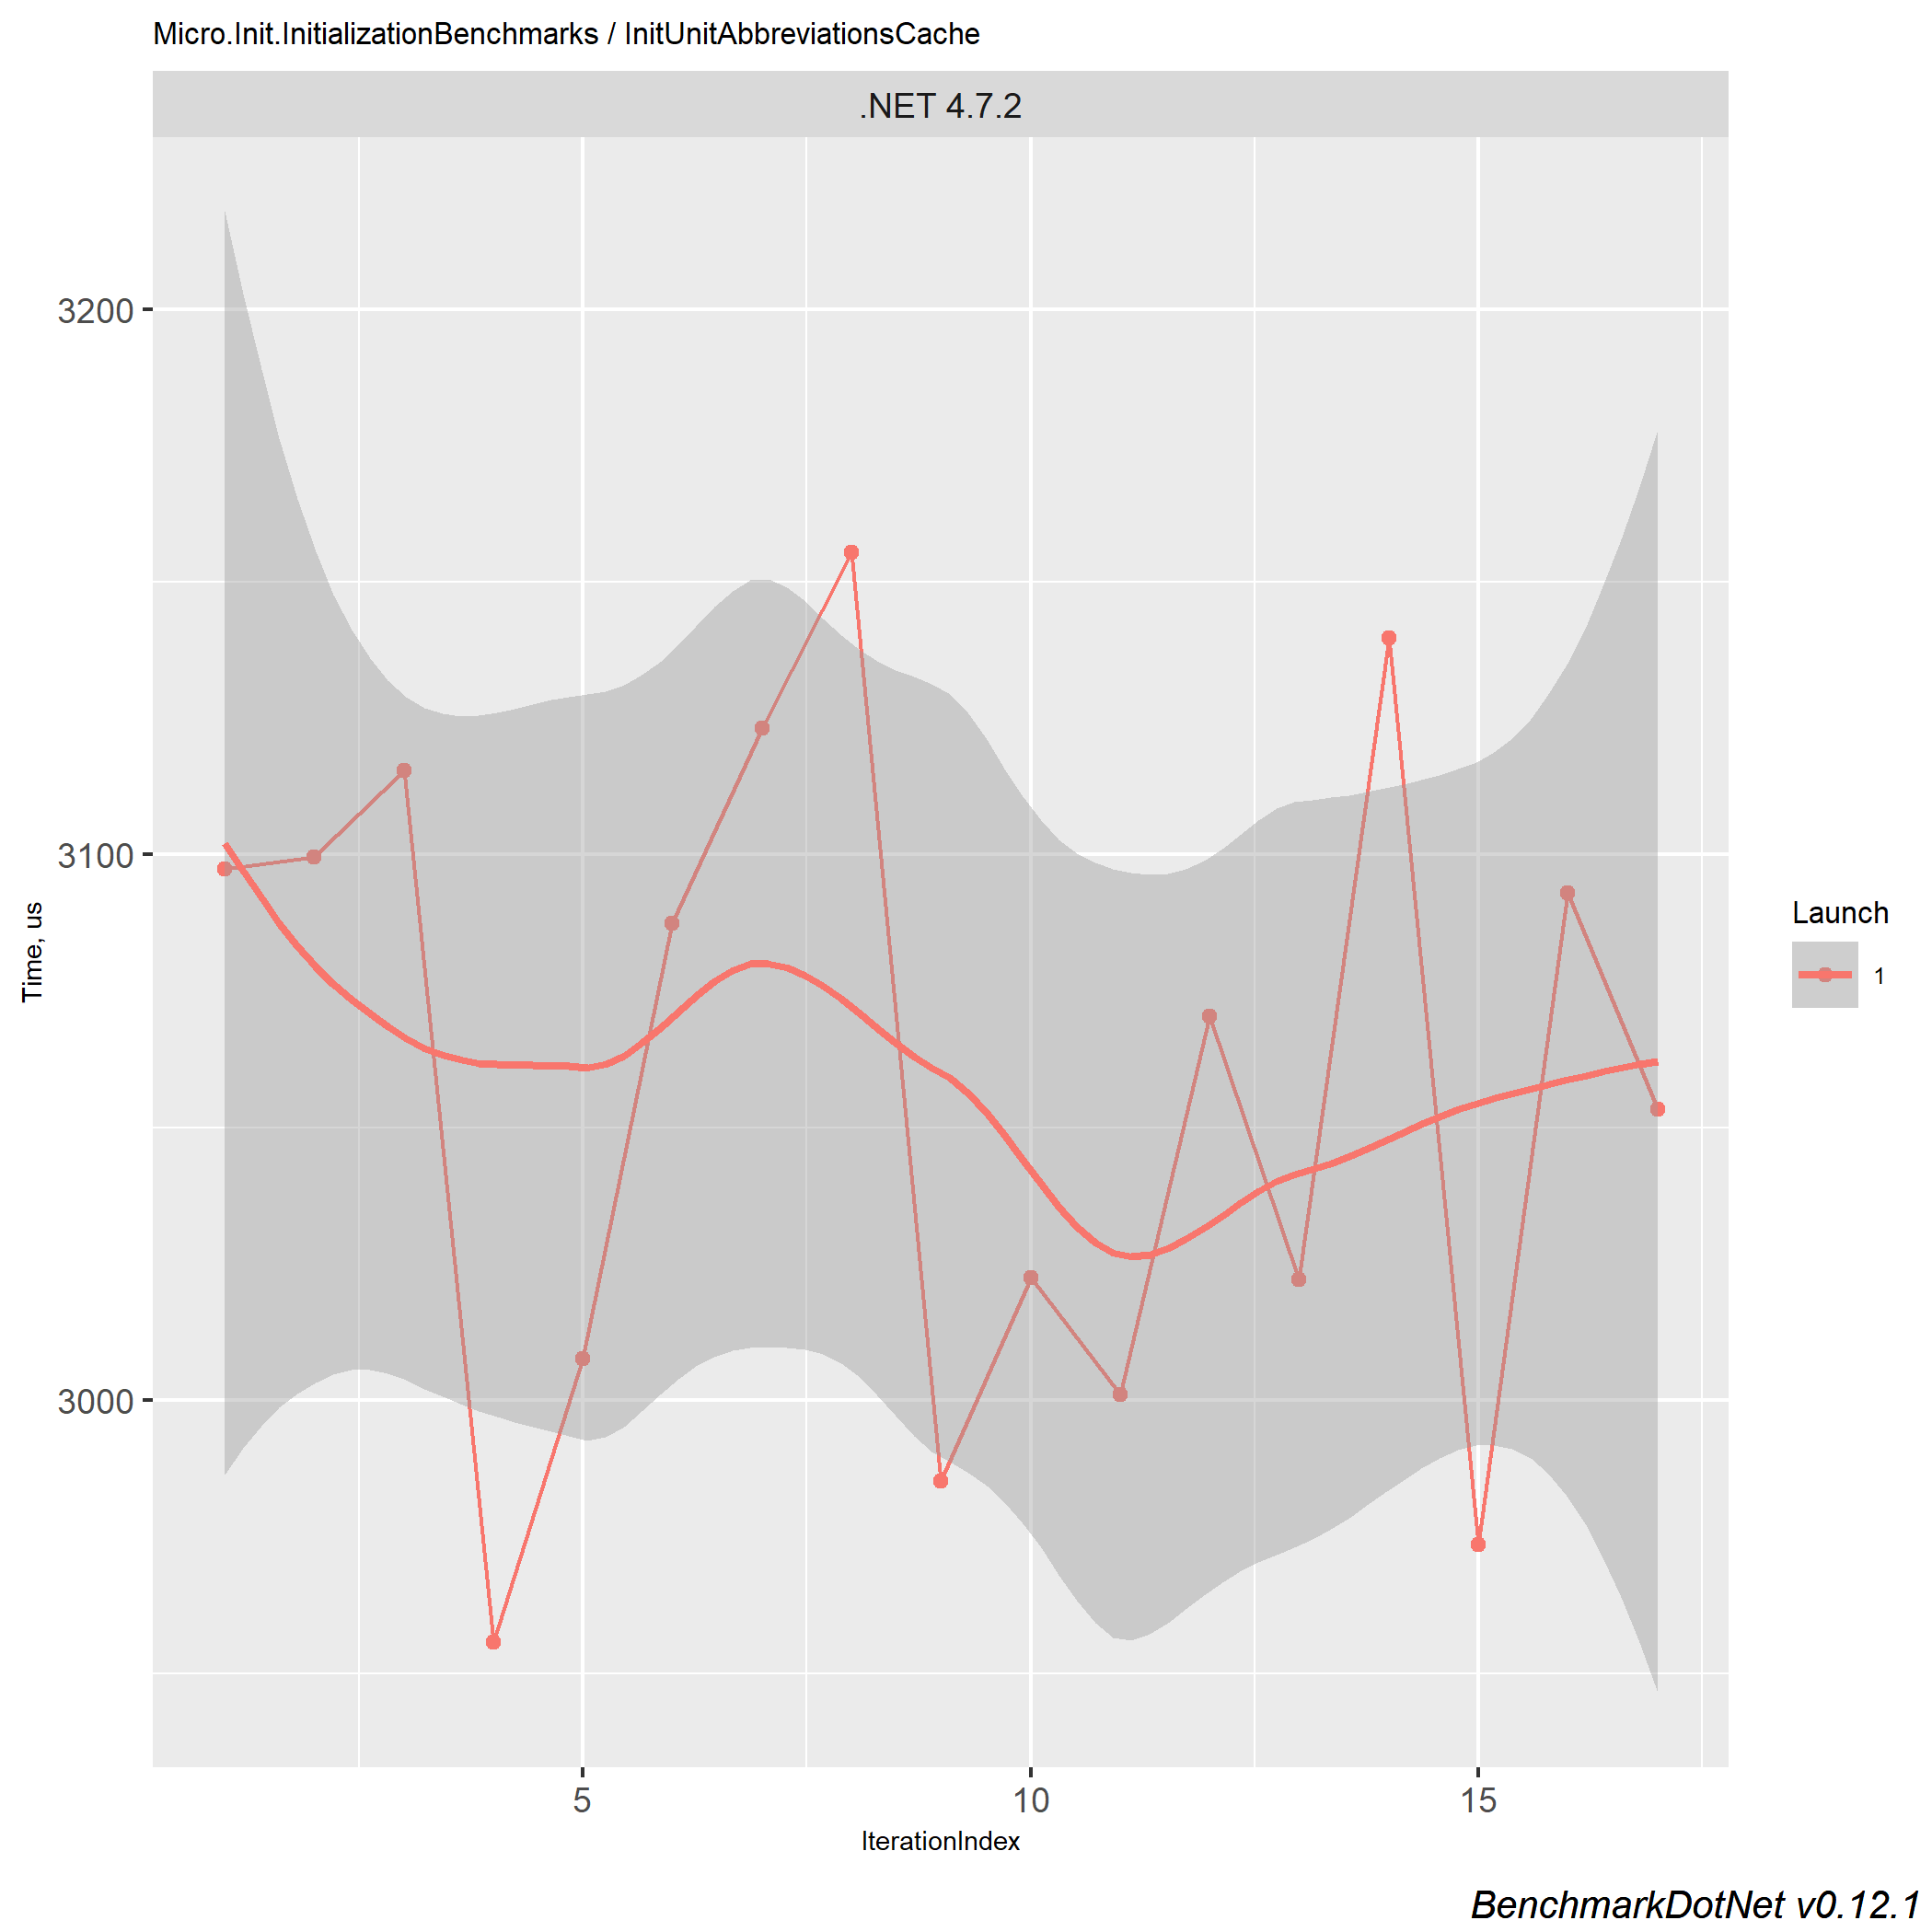 Micro.Init.InitializationBenchmarks / InitUnitAbbreviationsCache
.NET 4.7.2
3200
3100
3000
Time, us
5
10
15
IterationIndex
Launch
1
BenchmarkDotNet v0.12.1